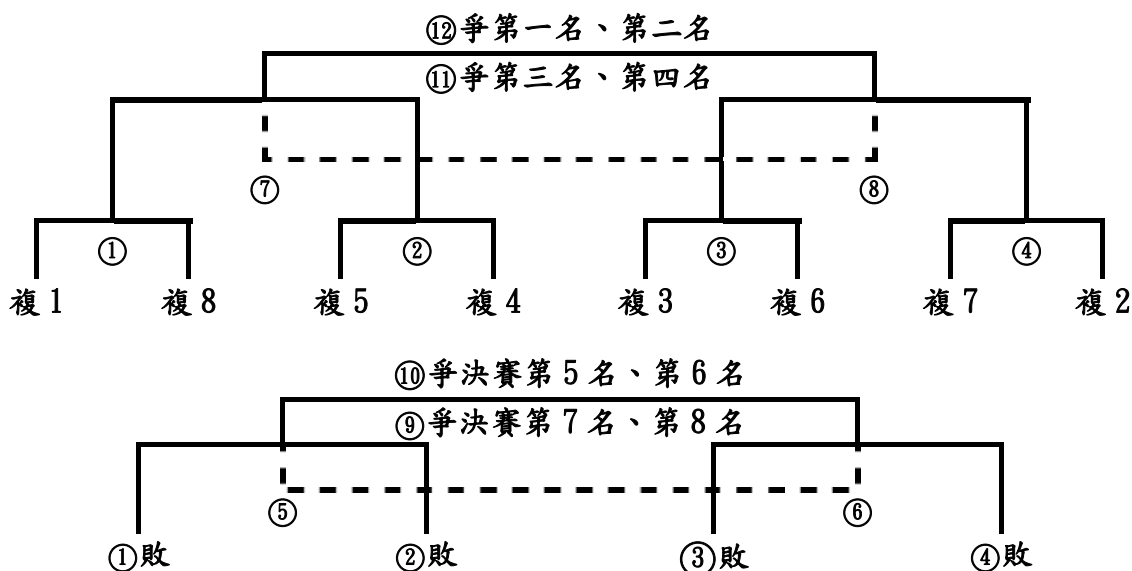 ⑫爭第一名、第二名
⑪爭第三名、第四名
⑦ ⑧
① ② ③ ④
複1 複8 複5 複4 複3 複6 複7 複2
⑩爭決賽第5名、第6名
⑨爭決賽第7名、第8名
⑤ ⑥
①敗 ②敗 ③敗 ④敗